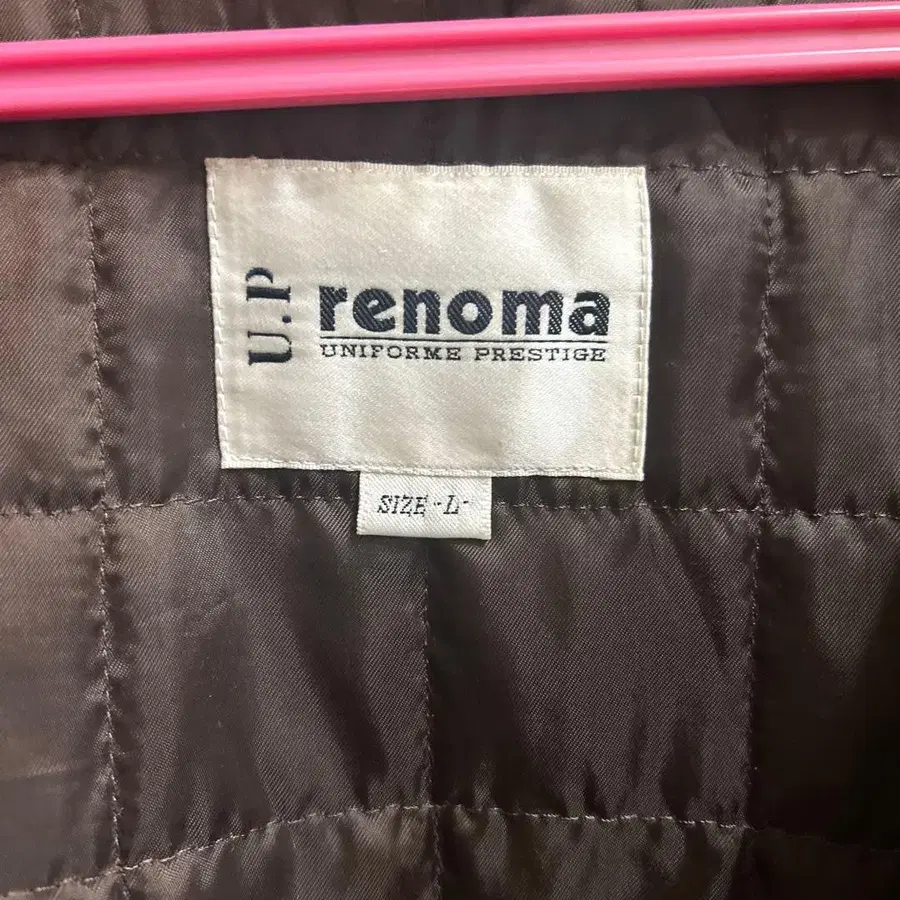 U.P
renoma
UNIFORME PRESTIGE
SIZE -L-